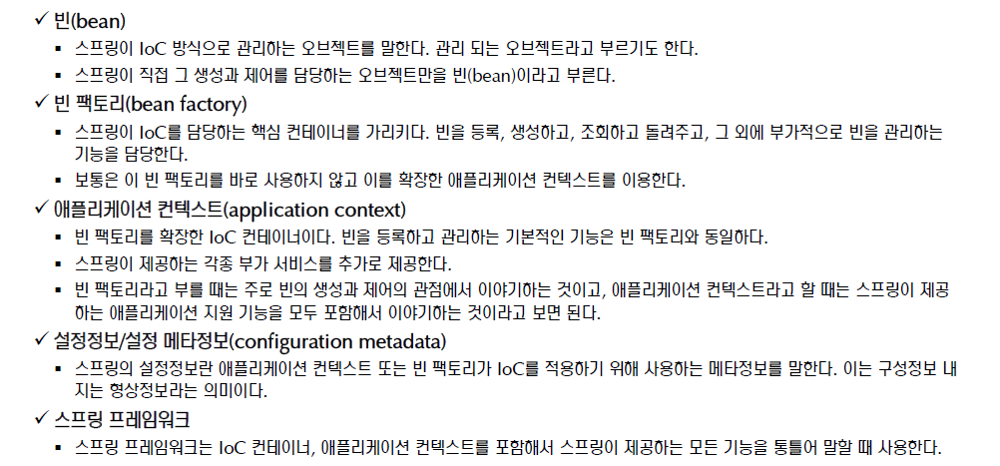 ✓ 빈(bean)
▪ 스프링이 IoC 방식으로 관리하는 오브젝트를 말한다. 관리 되는 오브젝트라고 부르기도 한다.
▪ 스프링이 직접 그 생성과 제어를 담당하는 오브젝트만을 빈(bean)이라고 부른다.
✓ 빈 팩토리(bean factory)
▪ 스프링이 IoC를 담당하는 핵심 컨테이너를 가리키다. 빈을 등록, 생성하고, 조회하고 돌려주고, 그 외에 부가적으로 빈을 관리하는
기능을 담당한다.
▪ 보통은 이 빈 팩토리를 바로 사용하지 않고 이를 확장한 애플리케이션 컨텍스트를 이용한다.
✓ 애플리케이션 컨텍스트(application context)
▪ 빈 팩토리를 확장한 IoC 컨테이너이다. 빈을 등록하고 관리하는 기본적인 기능은 빈 팩토리와 동일하다.
▪ 스프링이 제공하는 각종 부가 서비스를 추가로 제공한다.
▪ 빈 팩토리라고 부를 때는 주로 빈의 생성과 제어의 관점에서 이야기하는 것이고, 애플리케이션 컨텍스트라고 할 때는 스프링이 제공
하는 애플리케이션 지원 기능을 모두 포함해서 이야기하는 것이라고 보면 된다.
✓ 설정정보/설정 메타정보(configuration metadata)
▪ 스프링의 설정정보란 애플리케이션 컨텍스트 또는 빈 팩토리가 IoC를 적용하기 위해 사용하는 메타정보를 말한다. 이는 구성정보 내
지는 형상정보라는 의미이다.
✓ 스프링 프레임워크
▪ 스프링 프레임워크는 IoC 컨테이너, 애플리케이션 컨텍스트를 포함해서 스프링이 제공하는 모든 기능을 통틀어 말할 때 사용한다.